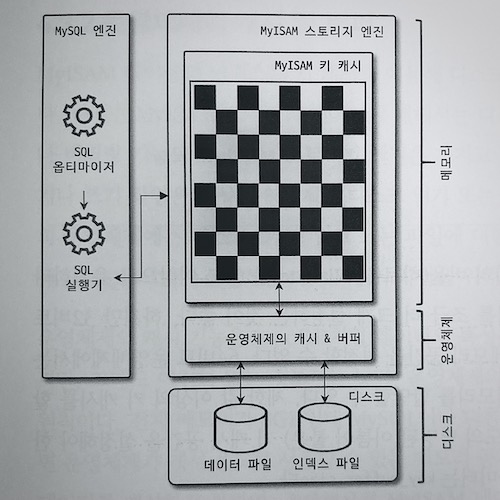 MySQL 엔진
SQL
옵티마이저
SQL
실행기
MyISAM 스토리지 엔진
MyISAM 키 캐시
운영체제의 캐시 & 버퍼
디스크
데이터 파일
인덱스 파일
메모리
운영체제
디스크